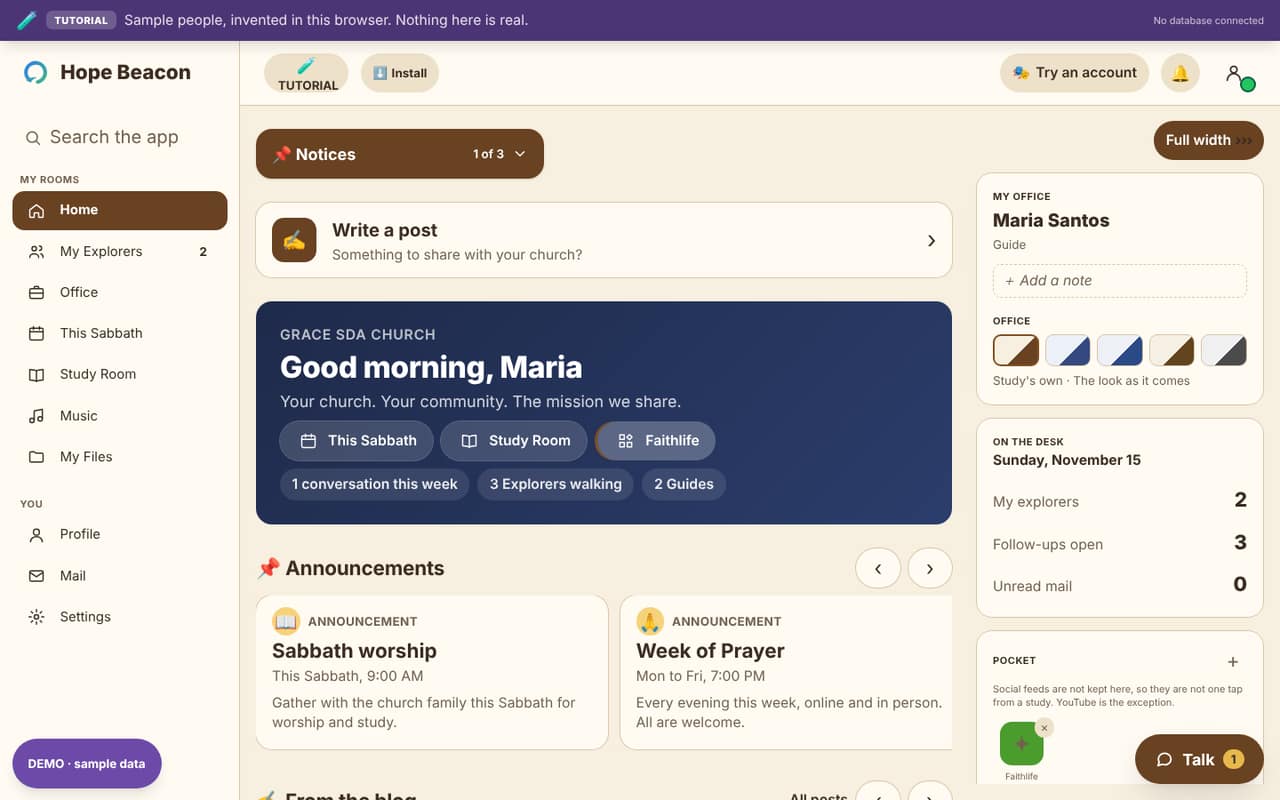 TUTORIAL Sample people, invented in this browser. Nothing here is real. No database connected
Hope Beacon
TUTORIAL
Install
Try an account
Search the app
MY ROOMS
Home
My Explorers 2
Office
This Sabbath
Study Room
Music
My Files
YOU
Profile
Mail
Settings
DEMO · sample data
Notices 1 of 3
Write a post
Something to share with your church?
GRACE SDA CHURCH
Good morning, Maria
Your church. Your community. The mission we share.
This Sabbath Study Room Faithlife
1 conversation this week 3 Explorers walking 2 Guides
Announcements
ANNOUNCEMENT
Sabbath worship
This Sabbath, 9:00 AM
Gather with the church family this Sabbath for
worship and study.
ANNOUNCEMENT
Week of Prayer
Mon to Fri, 7:00 PM
Every evening this week, online and in person.
All are welcome.
From the blog All posts
Full width ›››
MY OFFICE
Maria Santos
Guide
+ Add a note
OFFICE
Study's own · The look as it comes
ON THE DESK
Sunday, November 15
My explorers 2
Follow-ups open 3
Unread mail 0
POCKET +
Social feeds are not kept here, so they are not one tap
from a study. YouTube is the exception.
Faithlife
Talk 1